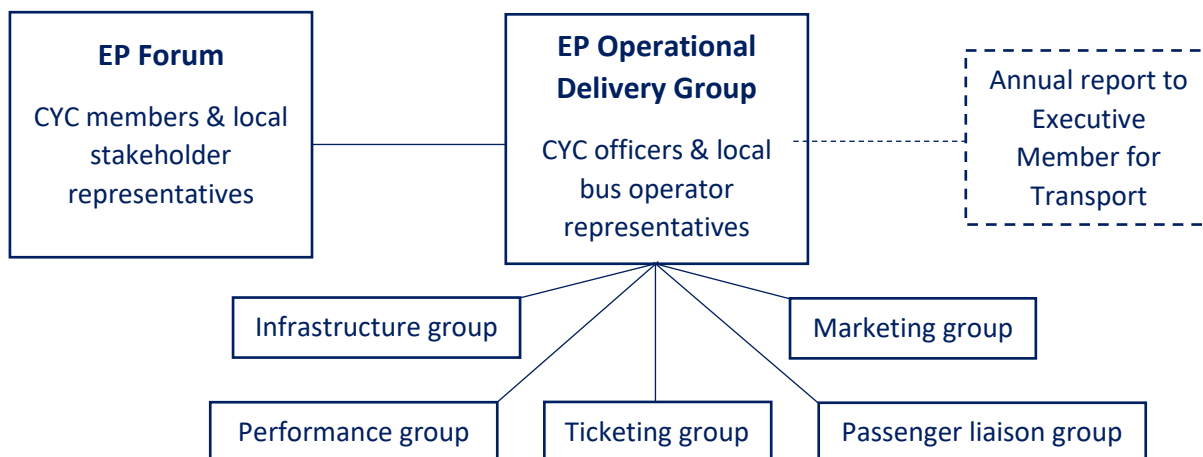 EP Forum
CYC members & local
stakeholder
representatives
EP Operational
Delivery Group
CYC officers & local
bus operator
representatives
Annual report to
Executive
Member for
Transport
Infrastructure group
Marketing group
Performance group
Ticketing group
Passenger liaison group